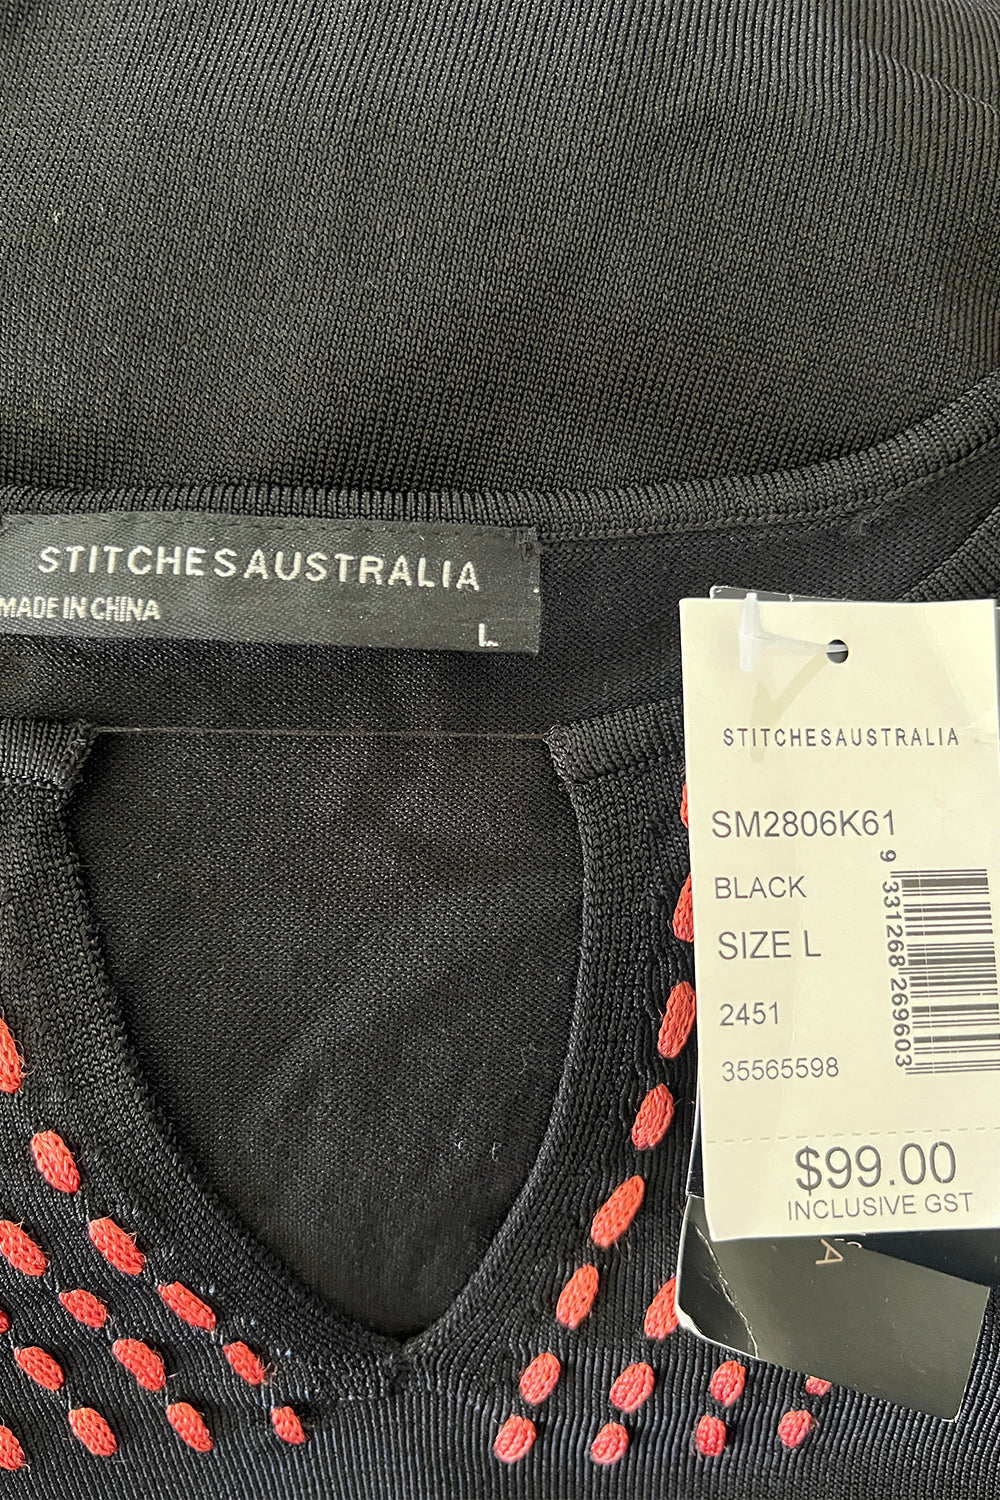 STITCHESAUSTRALIA
MADE IN CHINA
L
STITCHESAUSTRALIA
SM2806K61
BLACK
SIZE L
2451
35565598
9 331268 269603
$99.00
INCLUSIVE GST